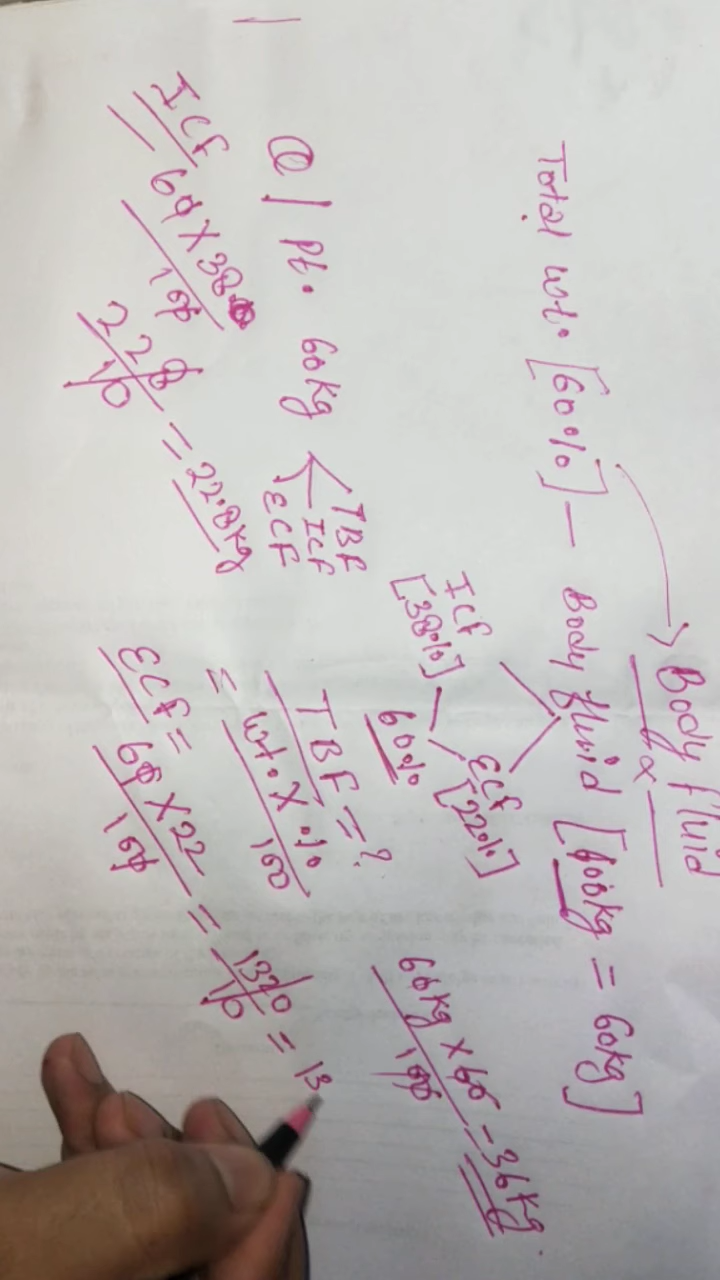 Body fluid
Total wt. [60%] — Body fluid [100kg = 60kg]
ICF ECF
[38%] [22%]
60%
Q/ Pt. 60kg TBF
ICF
ECF
TBF = ?
= wt. X %
100
60kg X 60 = 36kg
100
ICF
60 X 38
100
228
10
= 22.8kg
ECF = 60 X 22 = 1320 = 13
100 10